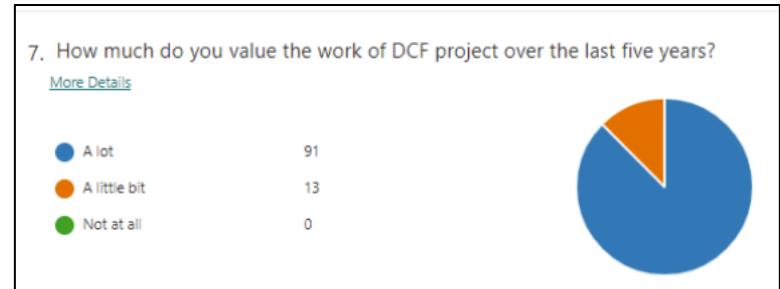 7. How much do you value the work of DCF project over the last five years?
More Details
A lot 91
A little bit 13
Not at all 0